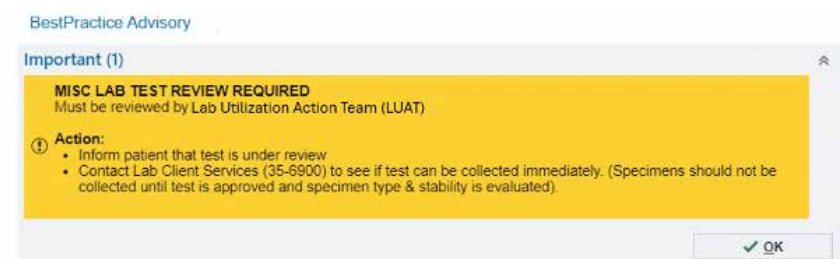 BestPractice Advisory
Important (1)
MISC LAB TEST REVIEW REQUIRED
Must be reviewed by Lab Utilization Action Team (LUAT)
Action:
• Inform patient that test is under review
• Contact Lab Client Services (35-6900) to see if test can be collected immediately. (Specimens should not be
collected until test is approved and specimen type & stability is evaluated).
✓ OK